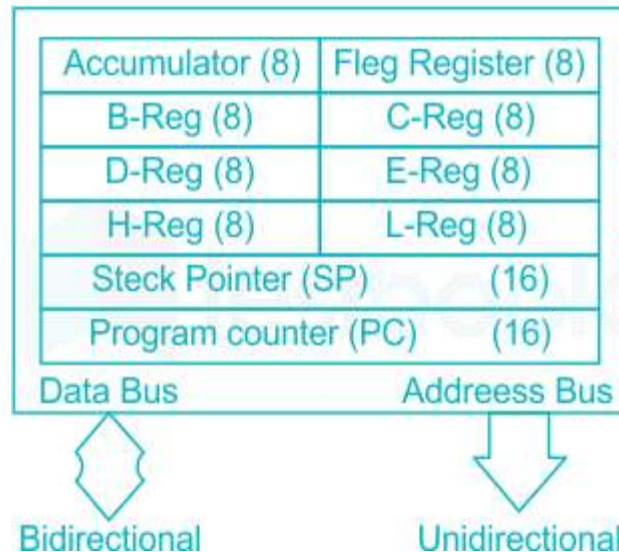 Accumulator (8) Fleg Register (8)
B-Reg (8) C-Reg (8)
D-Reg (8) E-Reg (8)
H-Reg (8) L-Reg (8)
Steck Pointer (SP) (16)
Program counter (PC) (16)
Data Bus Addreess Bus
Bidirectional Unidirectional